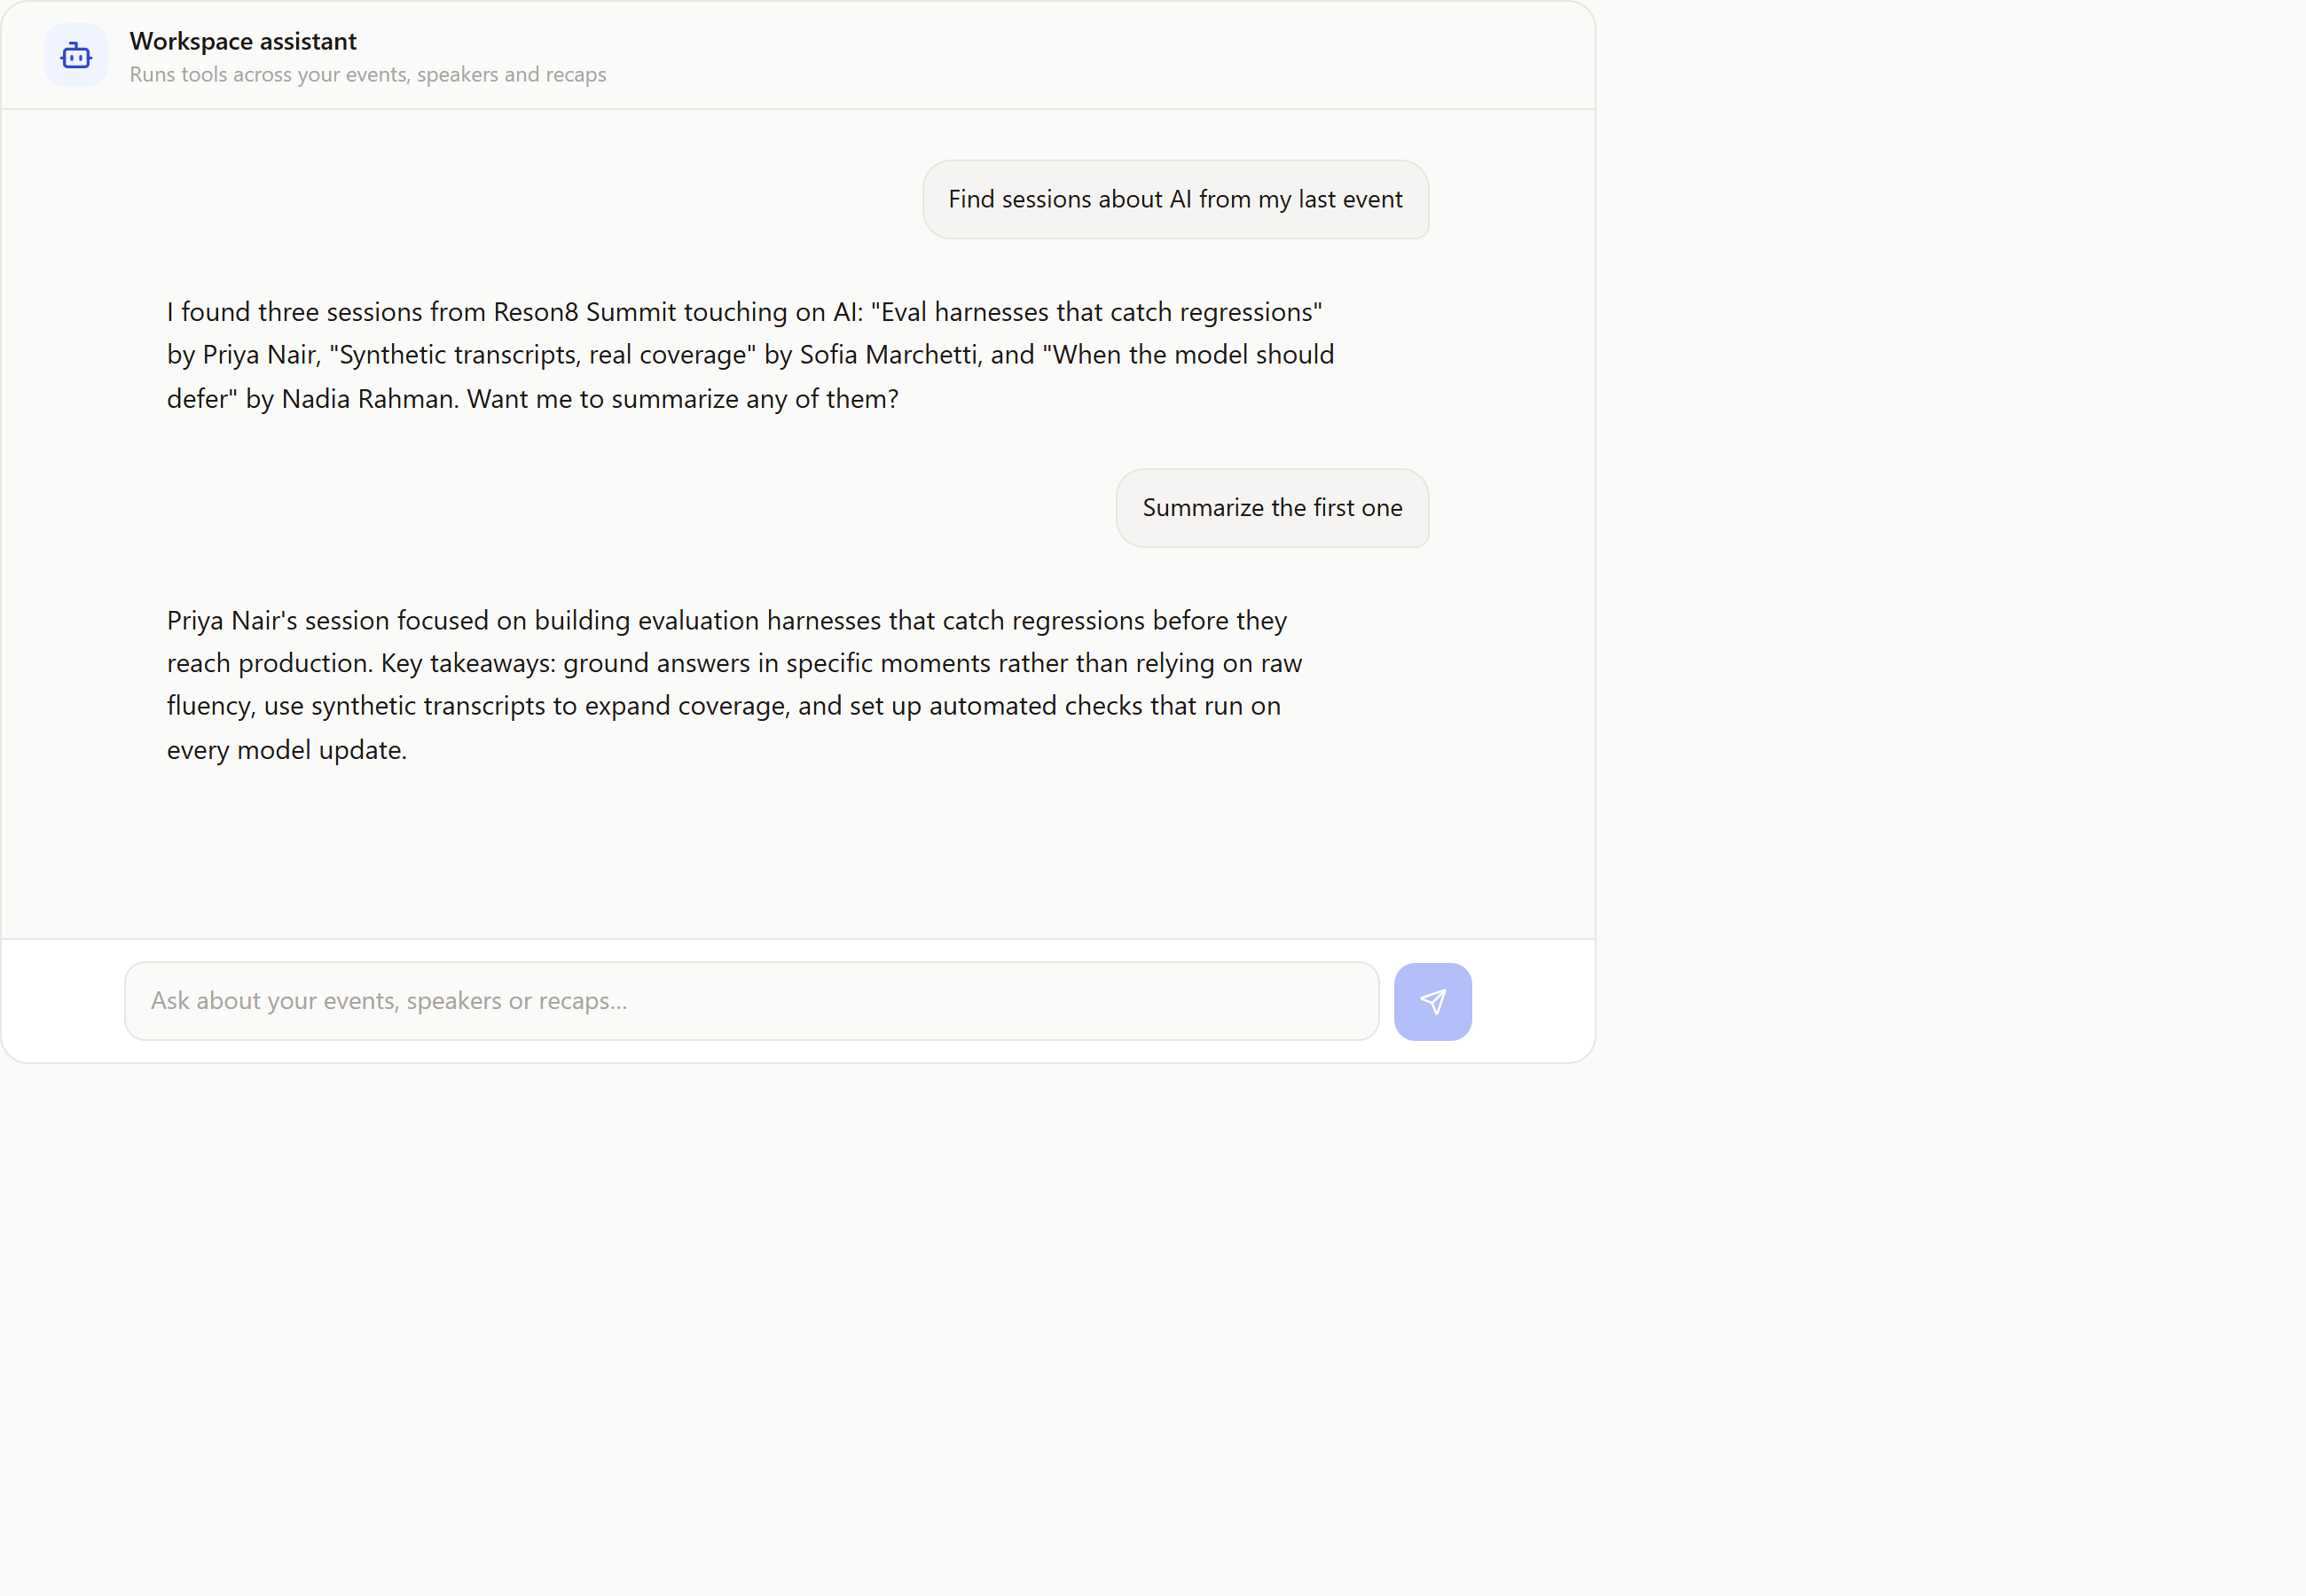 Workspace assistant
Runs tools across your events, speakers and recaps
Find sessions about AI from my last event
I found three sessions from Reson8 Summit touching on AI: "Eval harnesses that catch regressions"
by Priya Nair, "Synthetic transcripts, real coverage" by Sofia Marchetti, and "When the model should
defer" by Nadia Rahman. Want me to summarize any of them?
Summarize the first one
Priya Nair's session focused on building evaluation harnesses that catch regressions before they
reach production. Key takeaways: ground answers in specific moments rather than relying on raw
fluency, use synthetic transcripts to expand coverage, and set up automated checks that run on
every model update.
Ask about your events, speakers or recaps...